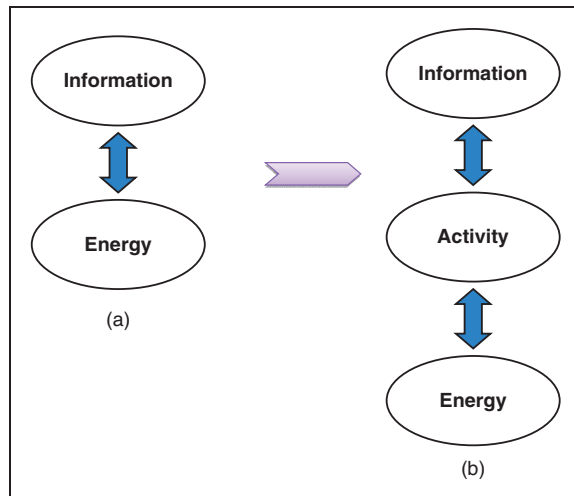 Information
Energy
(a)
Information
Activity
Energy
(b)